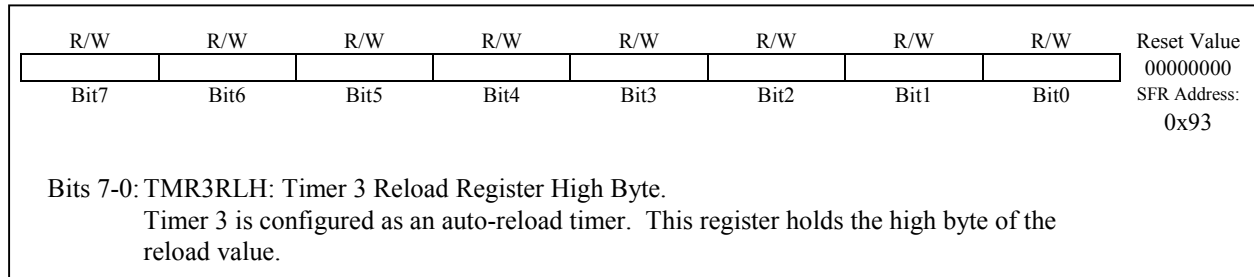 R/W R/W R/W R/W R/W R/W R/W R/W Reset Value
00000000
Bit7 Bit6 Bit5 Bit4 Bit3 Bit2 Bit1 Bit0 SFR Address:
0x93
Bits 7-0: TMR3RLH: Timer 3 Reload Register High Byte.
Timer 3 is configured as an auto-reload timer. This register holds the high byte of the
reload value.